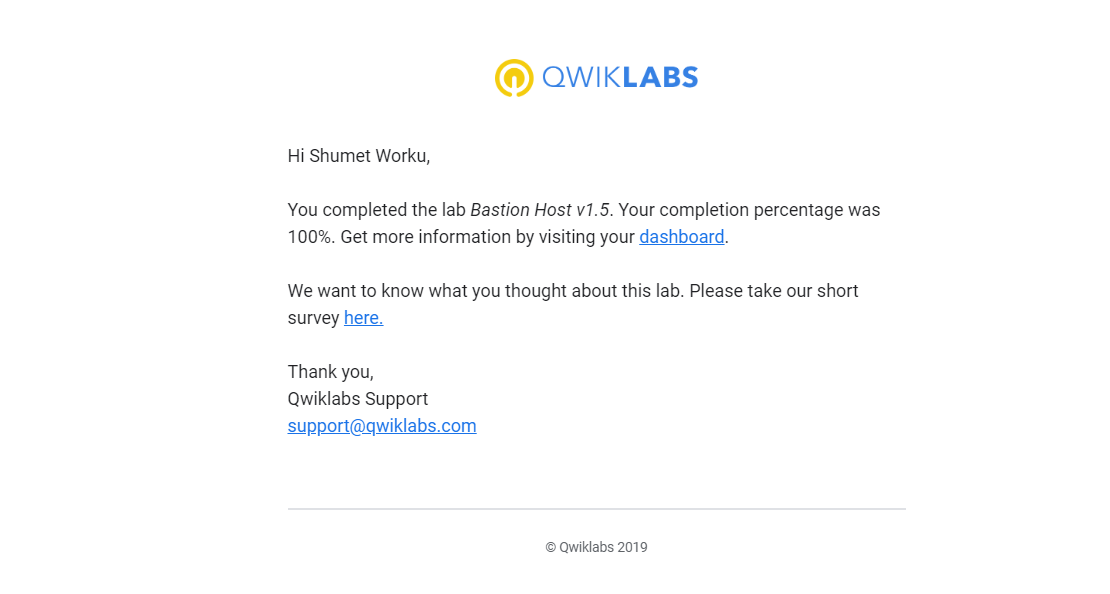 QWIKLABS
Hi Shumet Worku,
You completed the lab Bastion Host v1.5. Your completion percentage was
100%. Get more information by visiting your dashboard.
We want to know what you thought about this lab. Please take our short
survey here.
Thank you,
Qwiklabs Support
support@qwiklabs.com
© Qwiklabs 2019